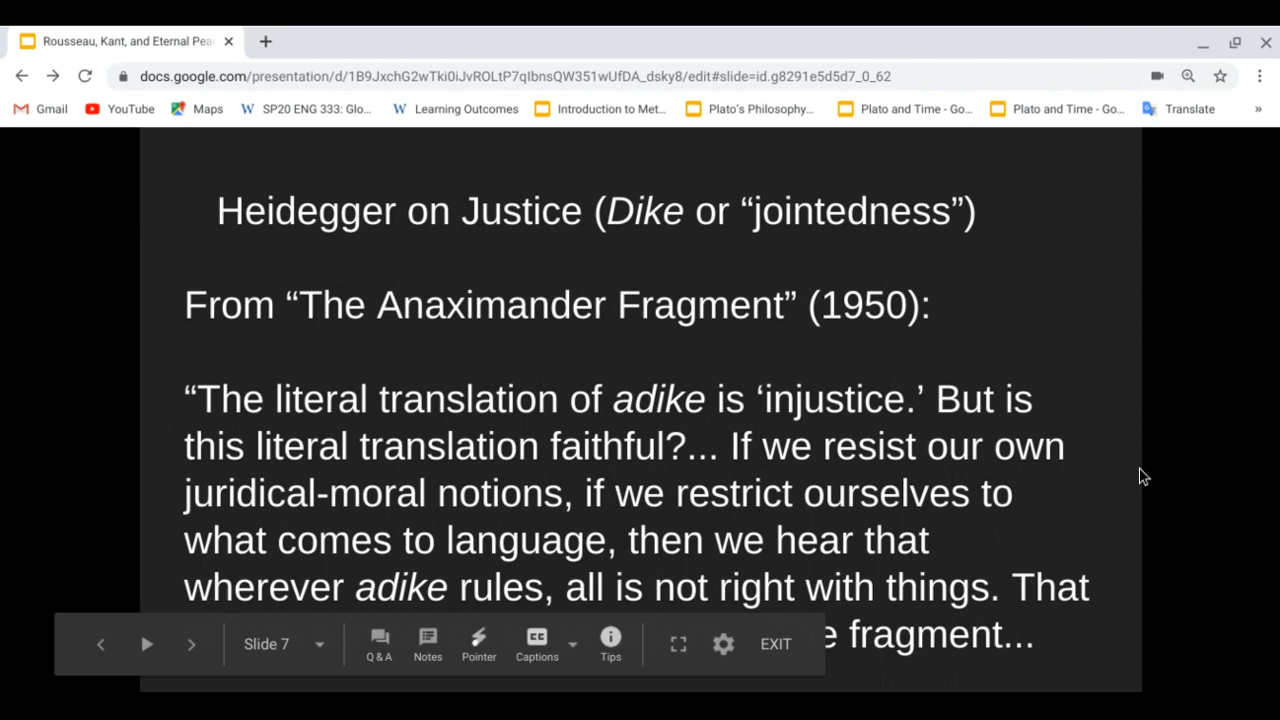 Rousseau, Kant, and Eternal Pea
docs.google.com/presentation/d/1B9JxchG2wTki0iJvROLtP7qIbnsQW351wUfDA_dsky8/edit#slide=id.g8291e5d5d7_0_62
Gmail YouTube Maps W SP20 ENG 333: Glo... W Learning Outcomes Introduction to Met... Plato's Philosophy... Plato and Time - Go... Plato and Time - Go... Translate »
Heidegger on Justice (Dike or “jointedness”)
From “The Anaximander Fragment” (1950):
“The literal translation of adike is ‘injustice.’ But is
this literal translation faithful?... If we resist our own
juridical-moral notions, if we restrict ourselves to
what comes to language, then we hear that
wherever adike rules, all is not right with things. That
fragment...
Slide 7 Q & A Notes Pointer CC Captions Tips EXIT